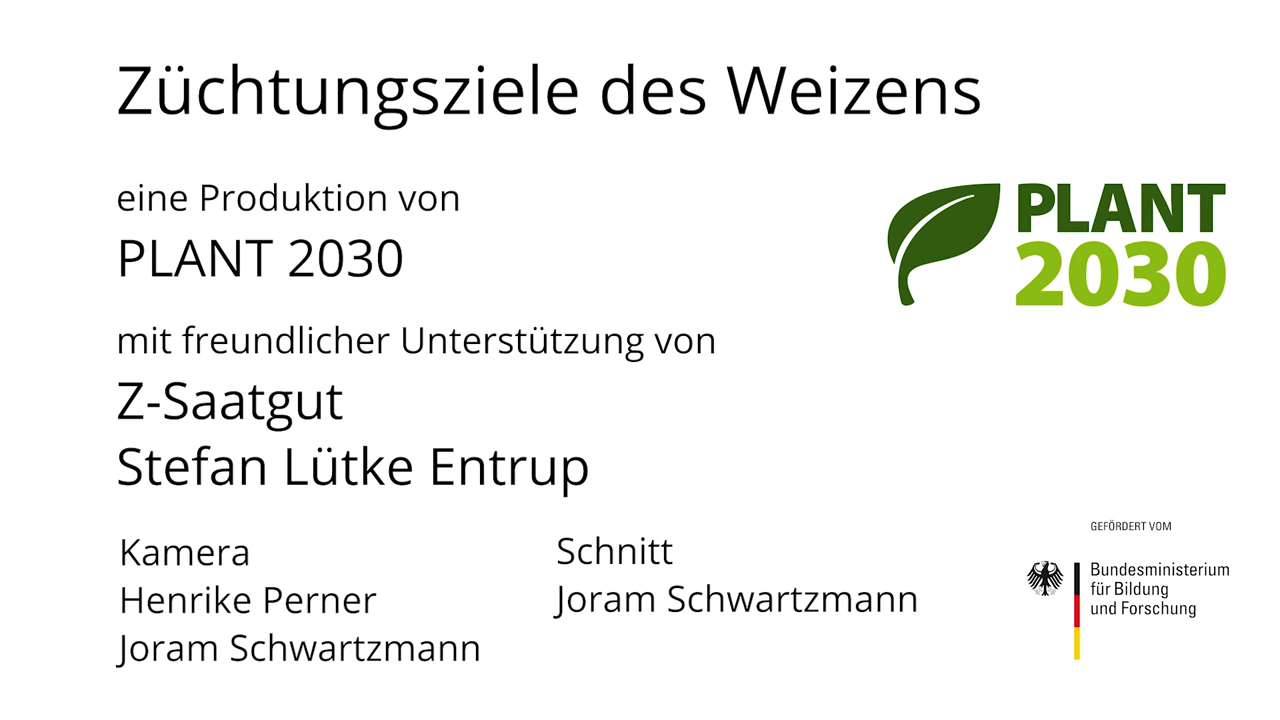 Züchtungsziele des Weizens
eine Produktion von
PLANT 2030
PLANT
2030
mit freundlicher Unterstützung von
Z-Saatgut
Stefan Lütke Entrup
Kamera
Henrike Perner
Joram Schwartzmann
Schnitt
Joram Schwartzmann
GEFÖRDERT VOM
Bundesministerium
für Bildung
und Forschung